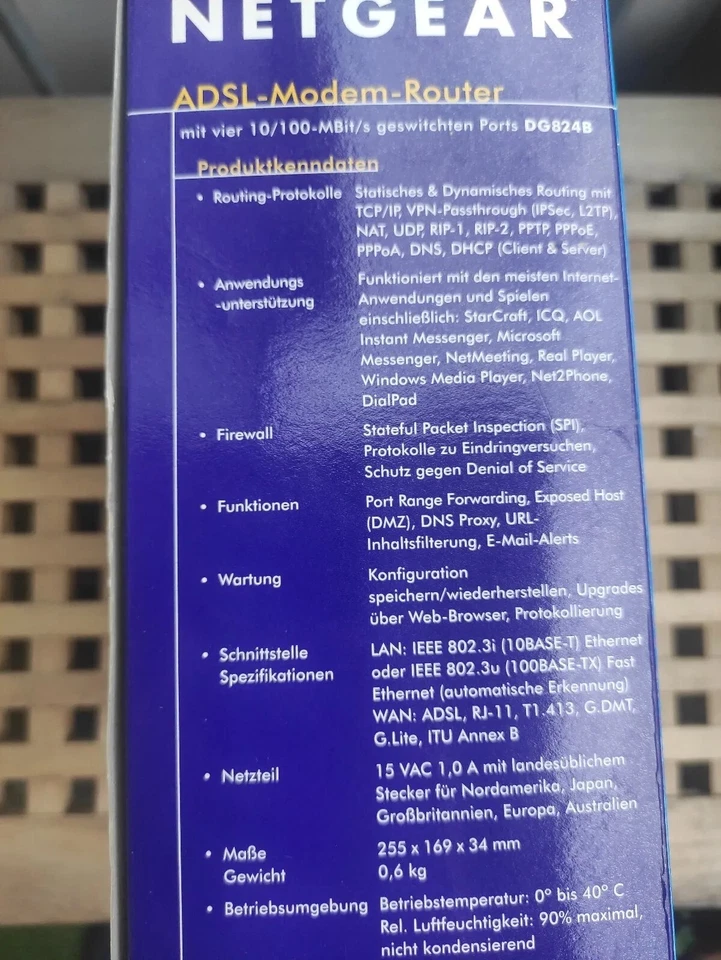 NETGEAR
ADSL-Modem-Router
mit vier 10/100-MBit/s geswitchten Ports DG824B
Produktkenndaten
• Routing-Protokolle Statisches & Dynamisches Routing mit
TCP/IP, VPN-Passthrough (IPSec, L2TP),
NAT, UDP, RIP-1, RIP-2, PPTP, PPPoE,
PPPoA, DNS, DHCP (Client & Server)
• Anwendungs Funktioniert mit den meisten Internet-
-unterstützung Anwendungen und Spielen
einschließlich: StarCraft, ICQ, AOL
Instant Messenger, Microsoft
Messenger, NetMeeting, Real Player,
Windows Media Player, Net2Phone,
DialPad
• Firewall Stateful Packet Inspection (SPI),
Protokolle zu Eindringversuchen,
Schutz gegen Denial of Service
• Funktionen Port Range Forwarding, Exposed Host
(DMZ), DNS Proxy, URL-
Inhaltsfilterung, E-Mail-Alerts
• Wartung Konfiguration
speichern/wiederherstellen, Upgrades
über Web-Browser, Protokollierung
• Schnittstelle LAN: IEEE 802.3i (10BASE-T) Ethernet
Spezifikationen oder IEEE 802.3u (100BASE-TX) Fast
Ethernet (automatische Erkennung)
WAN: ADSL, RJ-11, T1.413, G.DMT,
G.Lite, ITU Annex B
• Netzteil 15 VAC 1,0 A mit landesüblichem
Stecker für Nordamerika, Japan,
Großbritannien, Europa, Australien
• Maße 255 x 169 x 34 mm
Gewicht 0,6 kg
• Betriebsumgebung Betriebstemperatur: 0° bis 40° C
Rel. Luftfeuchtigkeit: 90% maximal,
nicht kondensierend